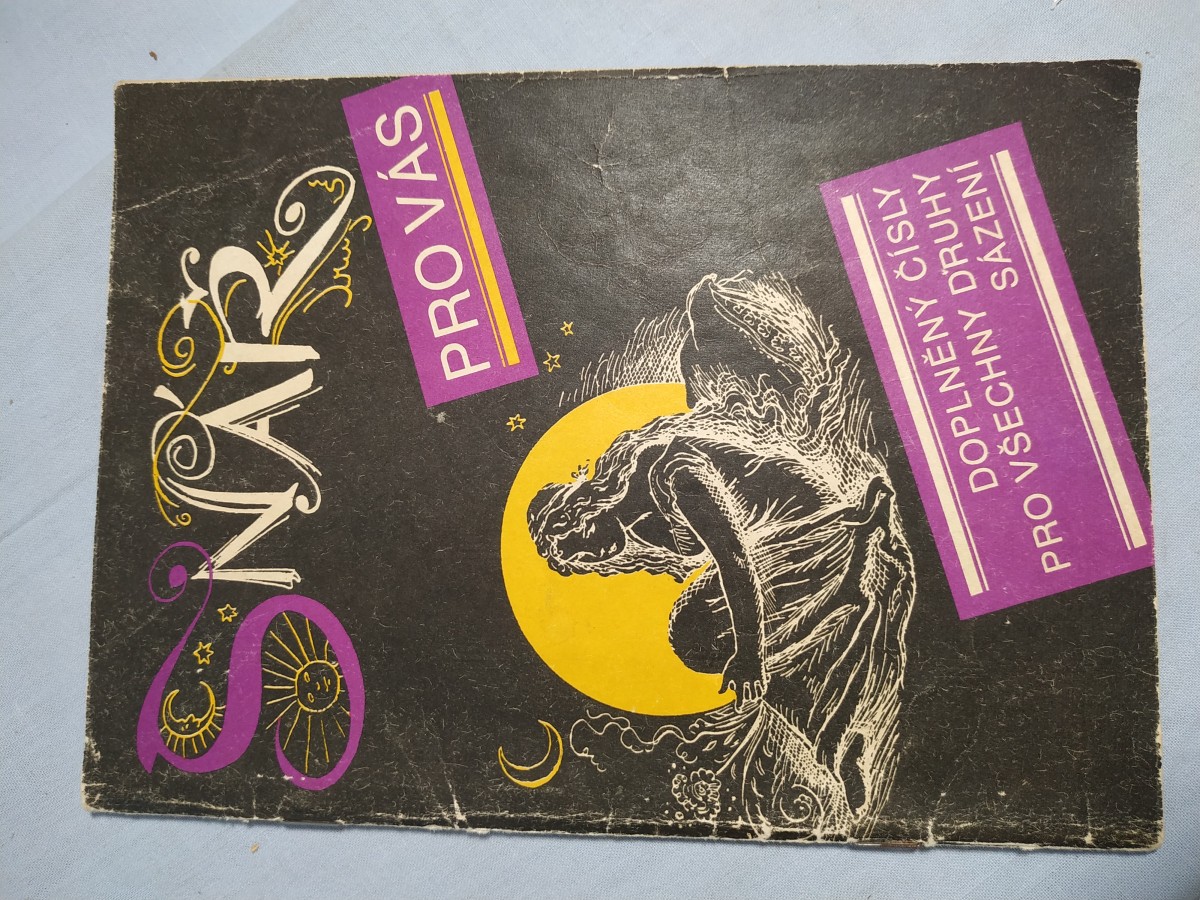 SNÁŘ
PRO VÁS
DOPLNĚNÝ ČÍSLY
PRO VŠECHNY DRUHY
SÁZENÍ